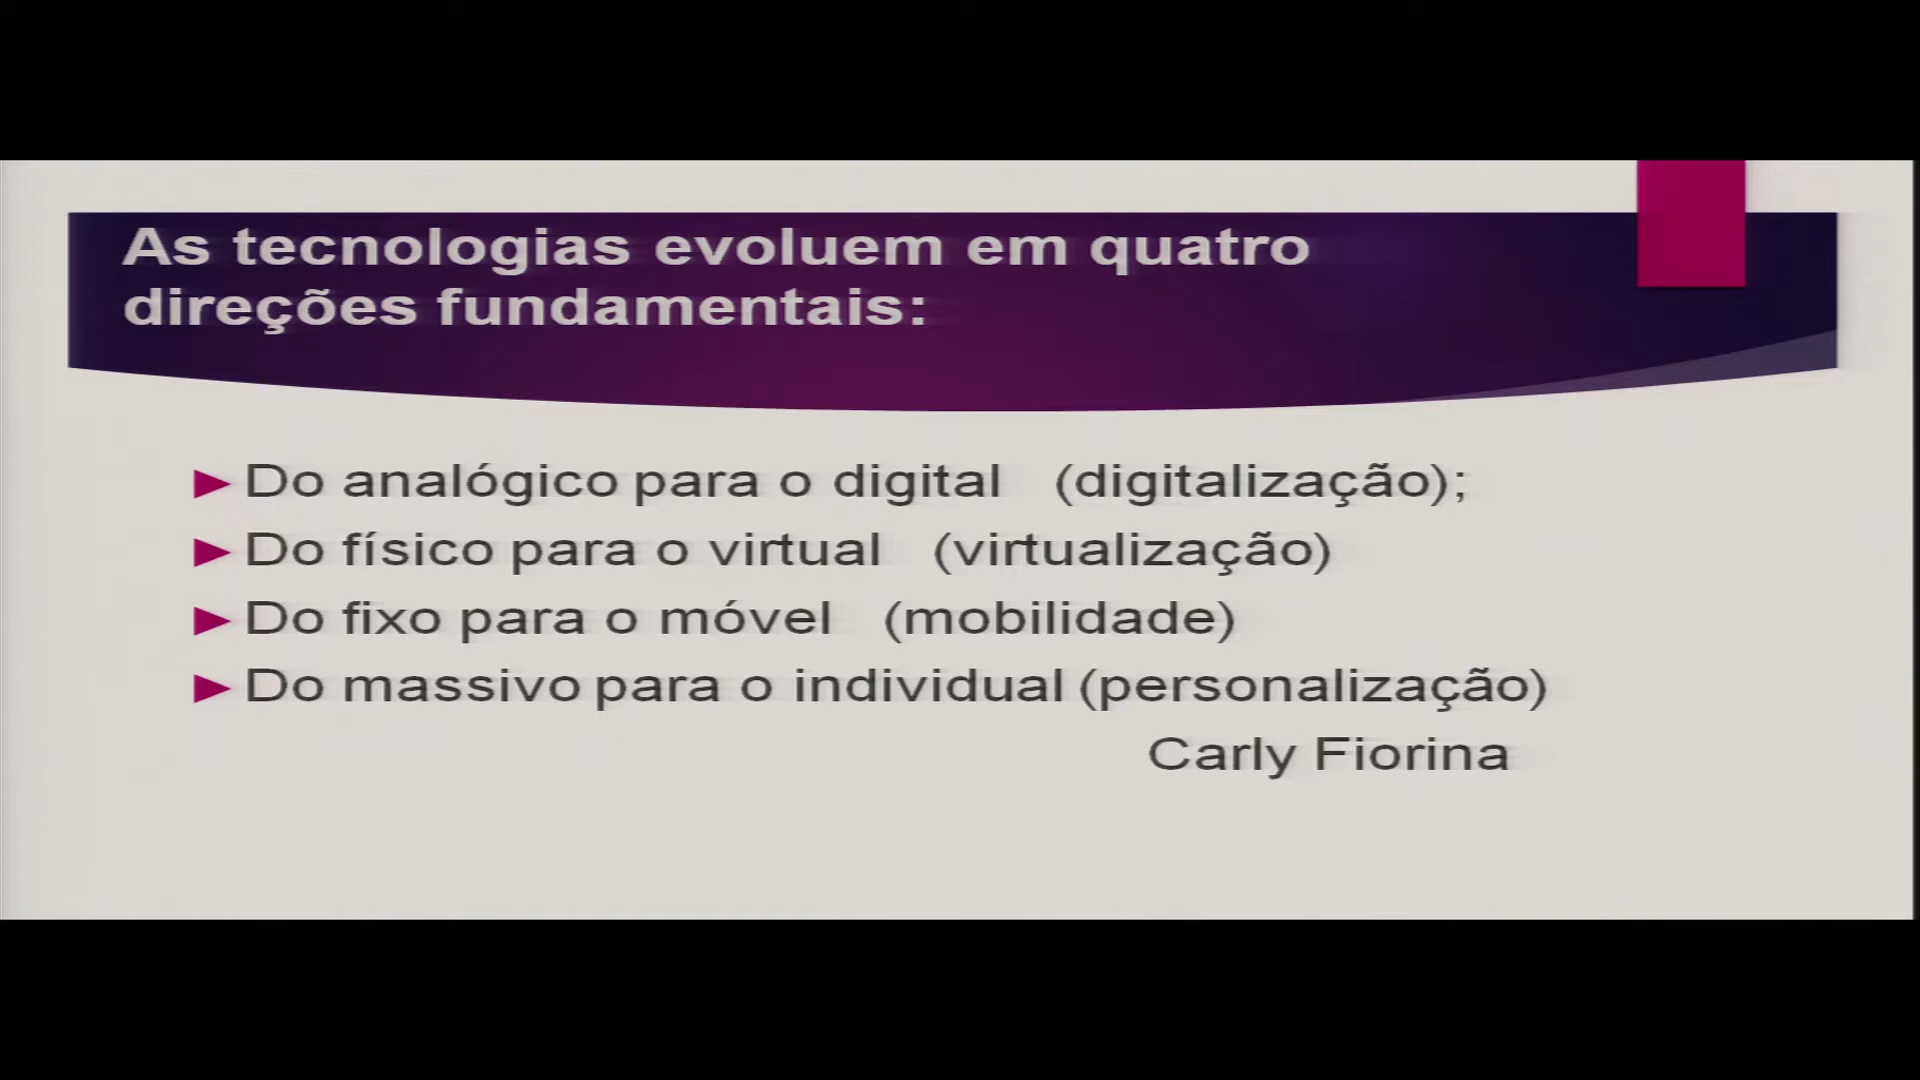 As tecnologias evoluem em quatro
direções fundamentais:
Do analógico para o digital (digitalização);
Do físico para o virtual (virtualização)
Do fixo para o móvel (mobilidade)
Do massivo para o individual (personalização)
Carly Fiorina